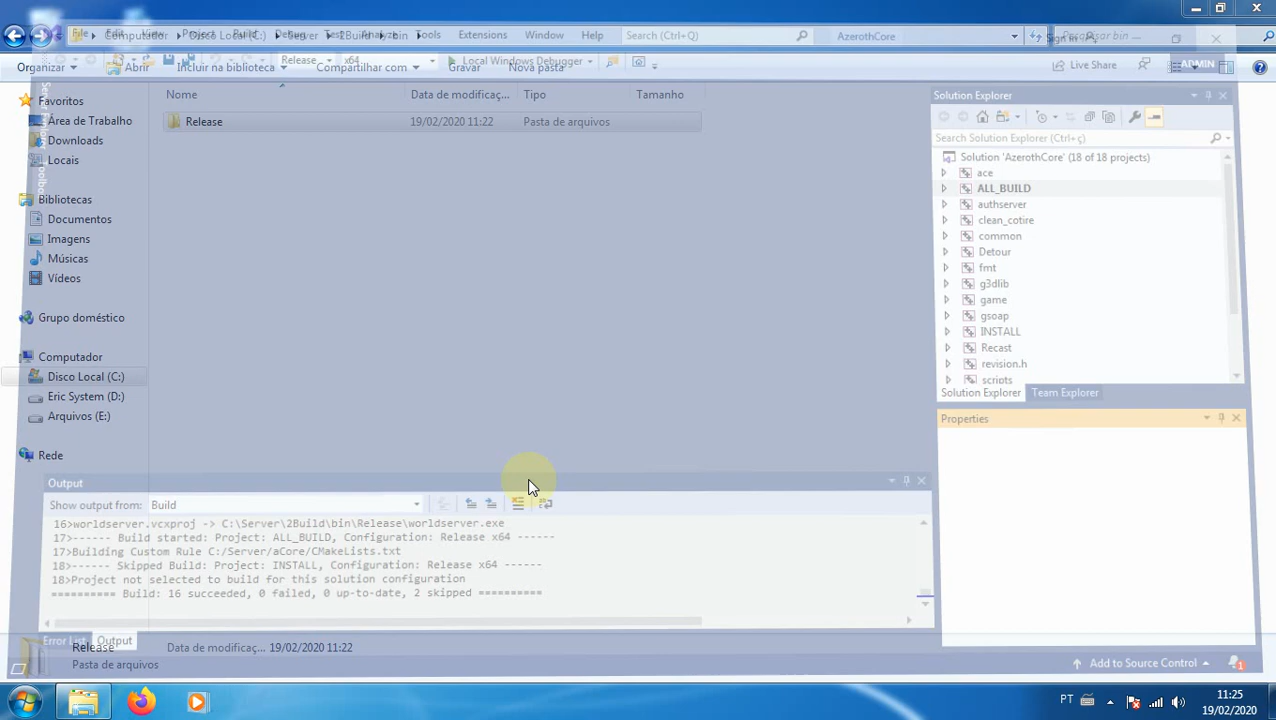 File Edit View Project Build Debug Test Analyze Tools Extensions Window Help Search (Ctrl+Q) AzerothCore Sign in
Computador Disco Local (C:) Server 2Build bin Pesquisar bin
Organizar Abrir Incluir na biblioteca Compartilhar com Gravar Nova pasta
Release x64 Local Windows Debugger Live Share ADMIN
Server Explorer Toolbox
Nome Data de modificaç... Tipo Tamanho
Release 19/02/2020 11:22 Pasta de arquivos
Favoritos
Área de Trabalho
Downloads
Locais
Bibliotecas
Documentos
Imagens
Músicas
Vídeos
Grupo doméstico
Computador
Disco Local (C:)
Eric System (D:)
Arquivos (E:)
Rede
Solution Explorer
Search Solution Explorer (Ctrl+ç)
Solution 'AzerothCore' (18 of 18 projects)
ace
ALL_BUILD
authserver
clean_cotire
common
Detour
fmt
g3dlib
game
gsoap
INSTALL
Recast
revision.h
scripts
Solution Explorer Team Explorer
Properties
Output
Show output from: Build
16>worldserver.vcxproj -> C:\Server\2Build\bin\Release\worldserver.exe
17>------ Build started: Project: ALL_BUILD, Configuration: Release x64 ------
17>Building Custom Rule C:/Server/aCore/CMakeLists.txt
18>------ Skipped Build: Project: INSTALL, Configuration: Release x64 ------
18>Project not selected to build for this solution configuration
========== Build: 16 succeeded, 0 failed, 0 up-to-date, 2 skipped ==========
Error List Output
Release Data de modificaç... 19/02/2020 11:22
Pasta de arquivos
Add to Source Control 1
PT 11:25
19/02/2020